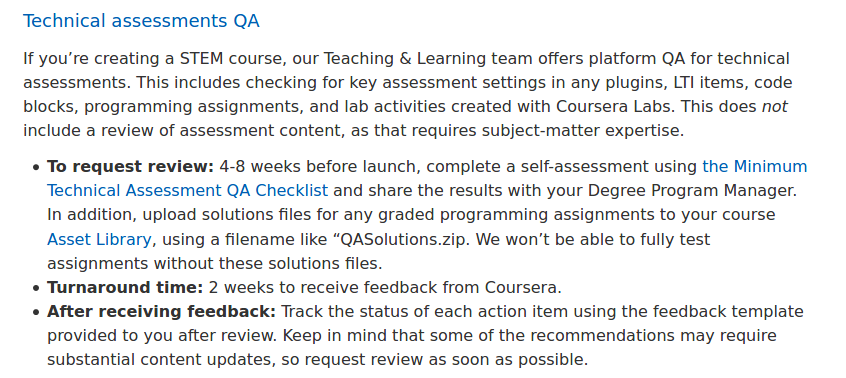 Technical assessments QA
If you’re creating a STEM course, our Teaching & Learning team offers platform QA for technical
assessments. This includes checking for key assessment settings in any plugins, LTI items, code
blocks, programming assignments, and lab activities created with Coursera Labs. This does not
include a review of assessment content, as that requires subject-matter expertise.
• To request review: 4-8 weeks before launch, complete a self-assessment using the Minimum
Technical Assessment QA Checklist and share the results with your Degree Program Manager.
In addition, upload solutions files for any graded programming assignments to your course
Asset Library, using a filename like “QASolutions.zip. We won’t be able to fully test
assignments without these solutions files.
• Turnaround time: 2 weeks to receive feedback from Coursera.
• After receiving feedback: Track the status of each action item using the feedback template
provided to you after review. Keep in mind that some of the recommendations may require
substantial content updates, so request review as soon as possible.